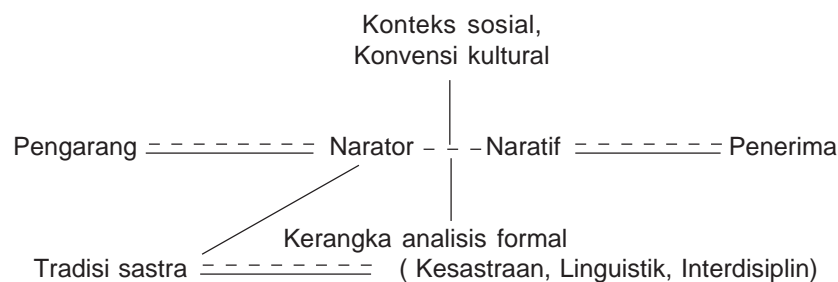 Konteks sosial,
Konvensi kultural
Pengarang Narator Naratif Penerima
Kerangka analisis formal
Tradisi sastra ( Kesastraan, Linguistik, Interdisiplin)